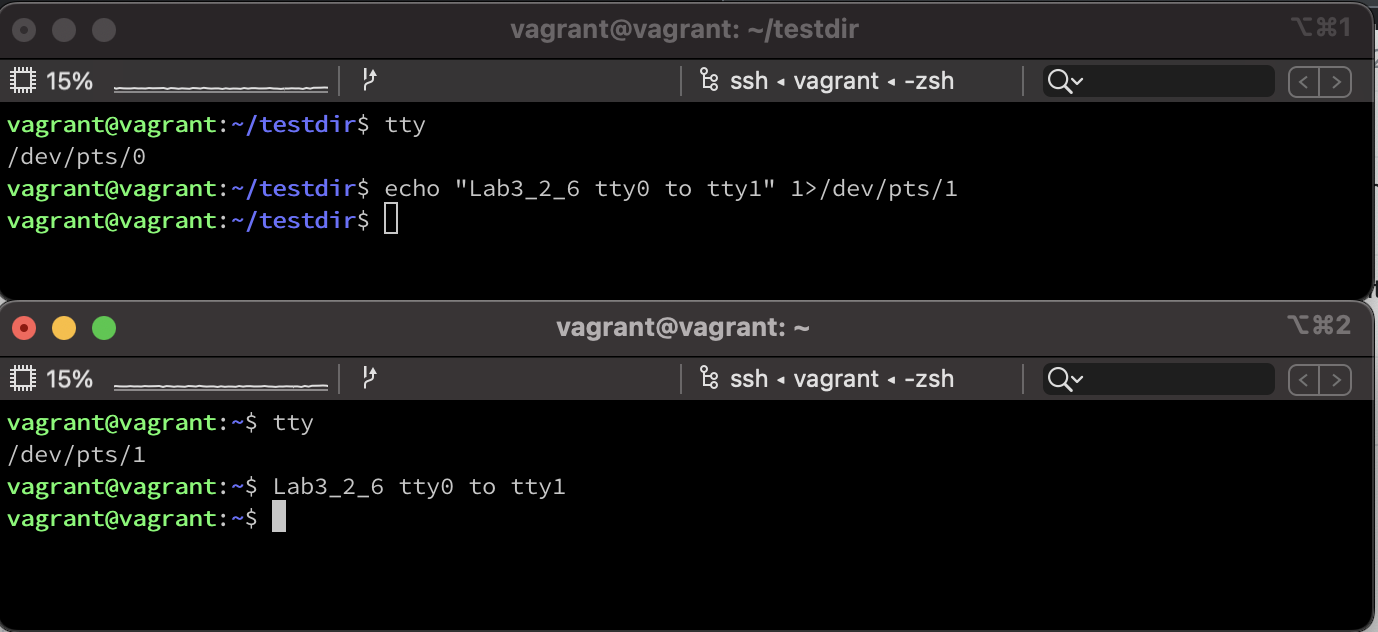 vagrant@vagrant: ~/testdir ⌥⌘1
15% ssh ◂ vagrant ◂ -zsh
vagrant@vagrant:~/testdir$ tty
/dev/pts/0
vagrant@vagrant:~/testdir$ echo "Lab3_2_6 tty0 to tty1" 1>/dev/pts/1
vagrant@vagrant:~/testdir$
vagrant@vagrant: ~ ⌥⌘2
15% ssh ◂ vagrant ◂ -zsh
vagrant@vagrant:~$ tty
/dev/pts/1
vagrant@vagrant:~$ Lab3_2_6 tty0 to tty1
vagrant@vagrant:~$